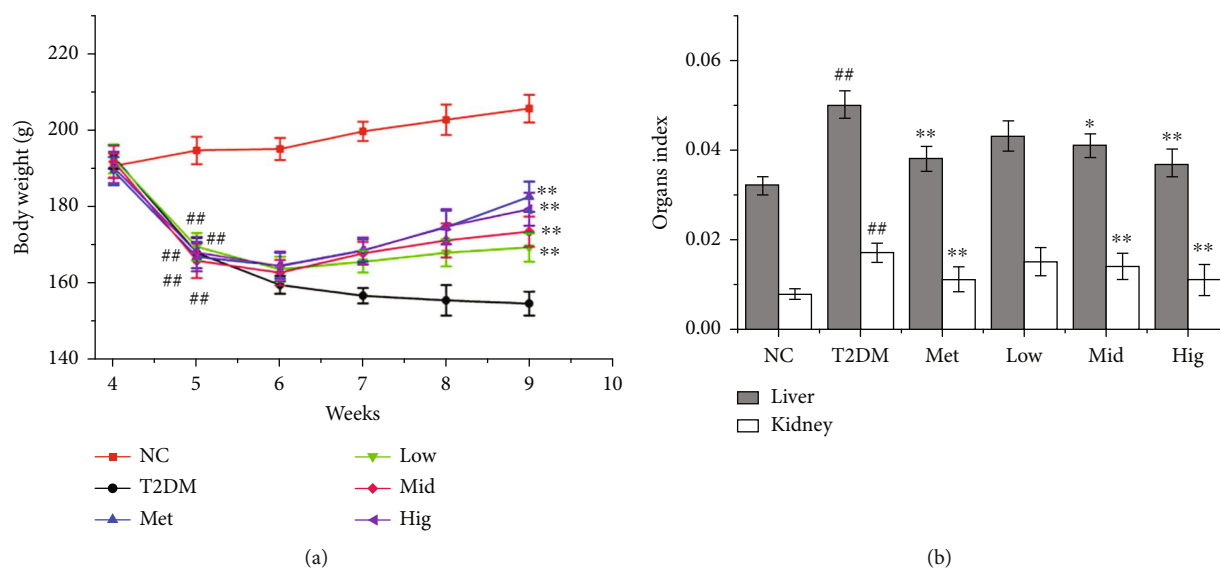 220
200
180
160
140
Body weight (g)
##
##
##
##
##
**
**
**
**
4 5 6 7 8 9 10
Weeks
NC
T2DM
Met
Low
Mid
Hig
(a)
0.06
0.04
0.02
0.00
Organs index
##
##
**
**
*
**
**
**
NC T2DM Met Low Mid Hig
Liver
Kidney
(b)